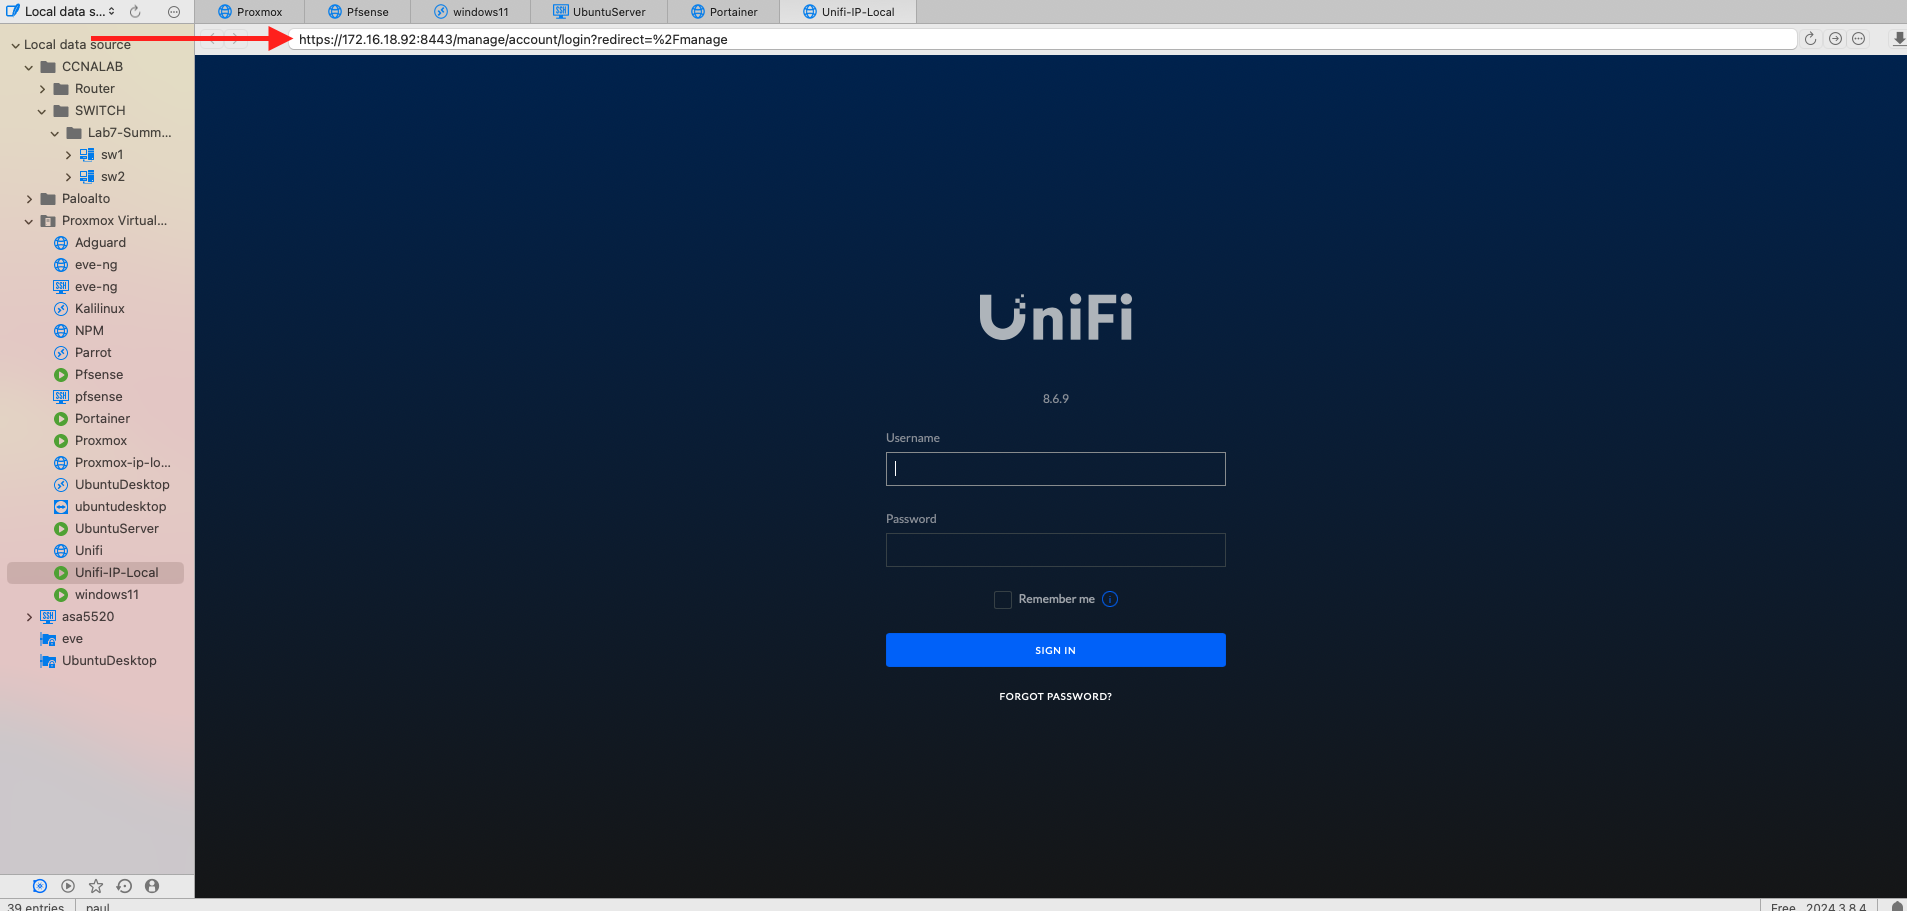 Local data s...
Proxmox
Pfsense
windows11
UbuntuServer
Portainer
Unifi-IP-Local
https://172.16.18.92:8443/manage/account/login?redirect=%2Fmanage
Local data source
CCNALAB
Router
SWITCH
Lab7-Summ...
sw1
sw2
Paloalto
Proxmox Virtual...
Adguard
eve-ng
SSH eve-ng
Kalilinux
NPM
Parrot
Pfsense
SSH pfsense
Portainer
Proxmox
Proxmox-ip-lo...
UbuntuDesktop
ubuntudesktop
UbuntuServer
Unifi
Unifi-IP-Local
windows11
SSH asa5520
eve
UbuntuDesktop
UniFi
8.6.9
Username
Password
Remember me
SIGN IN
FORGOT PASSWORD?
39 entries
paul
Free
2024.3.8.4